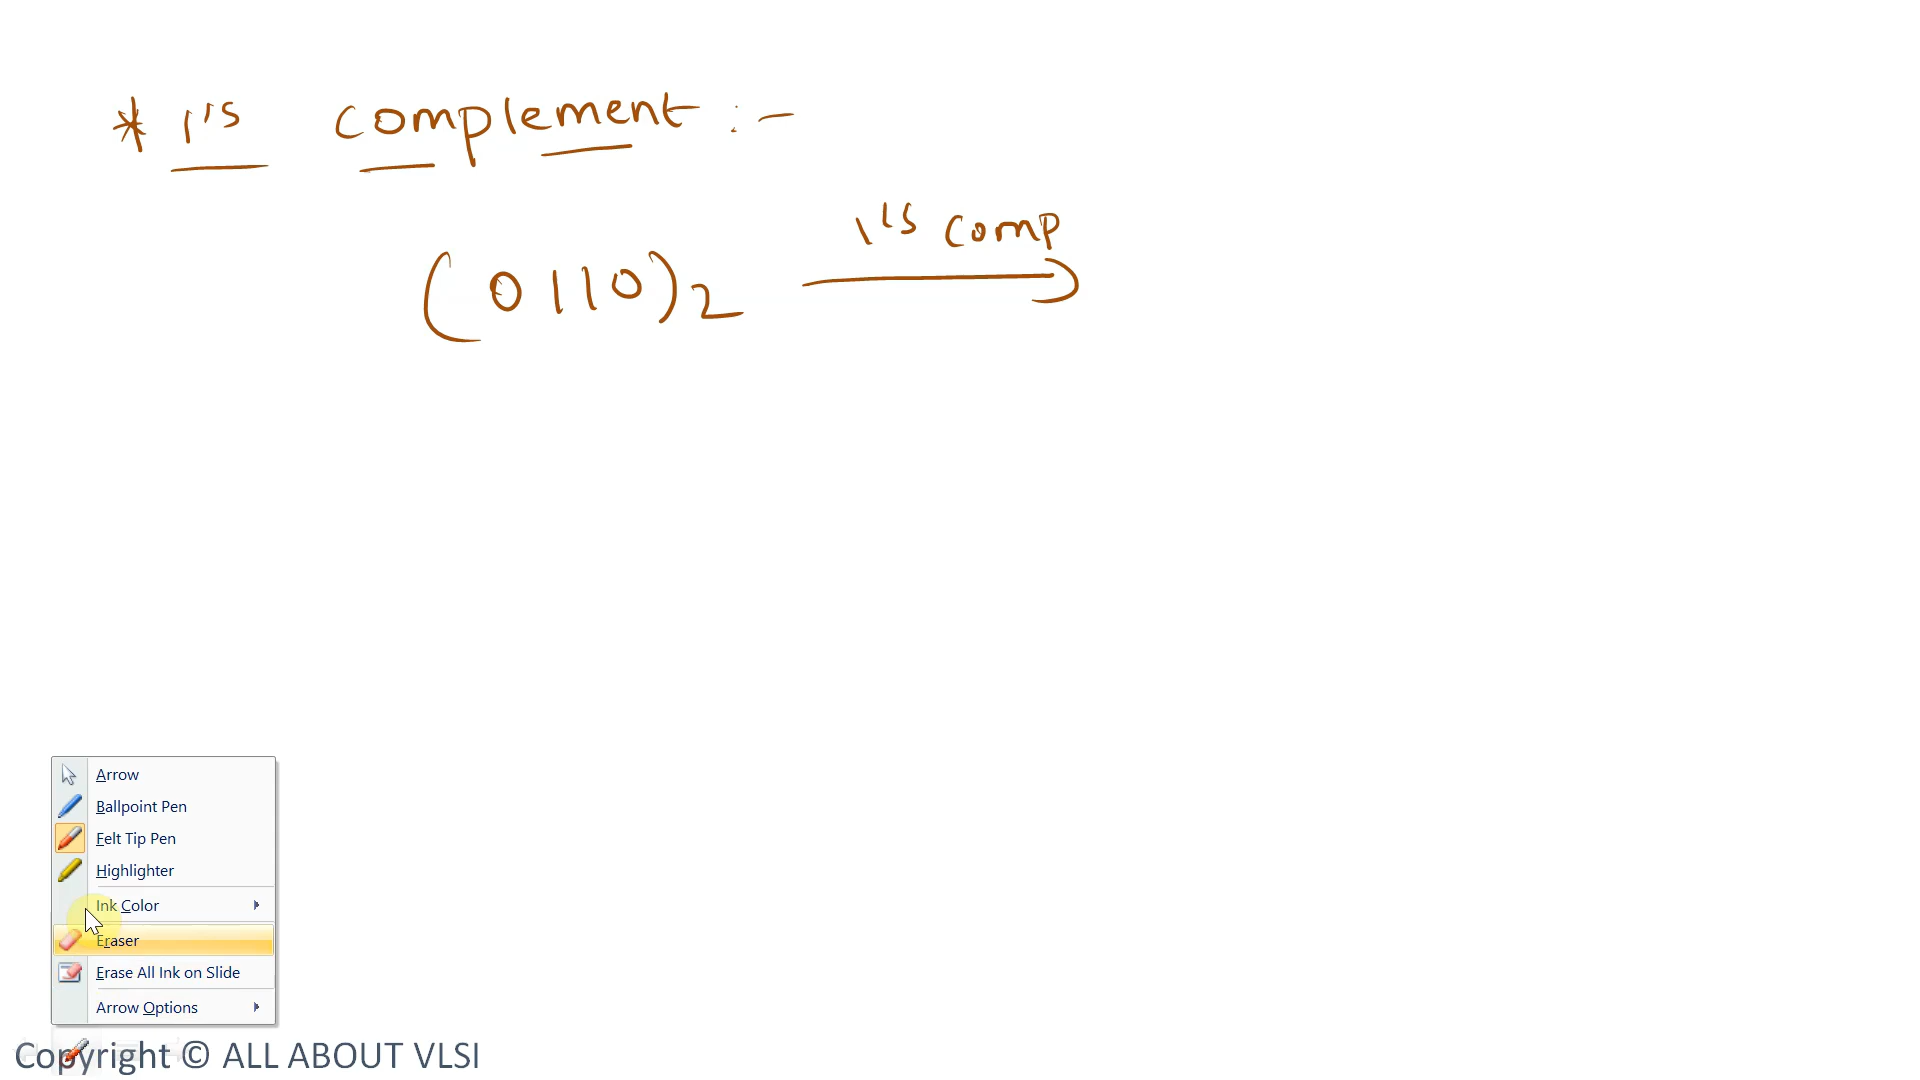 * 1's complement :-
1's comp
(0110)2
Arrow
Ballpoint Pen
Felt Tip Pen
Highlighter
Ink Color
Eraser
Erase All Ink on Slide
Arrow Options
Copyright © ALL ABOUT VLSI